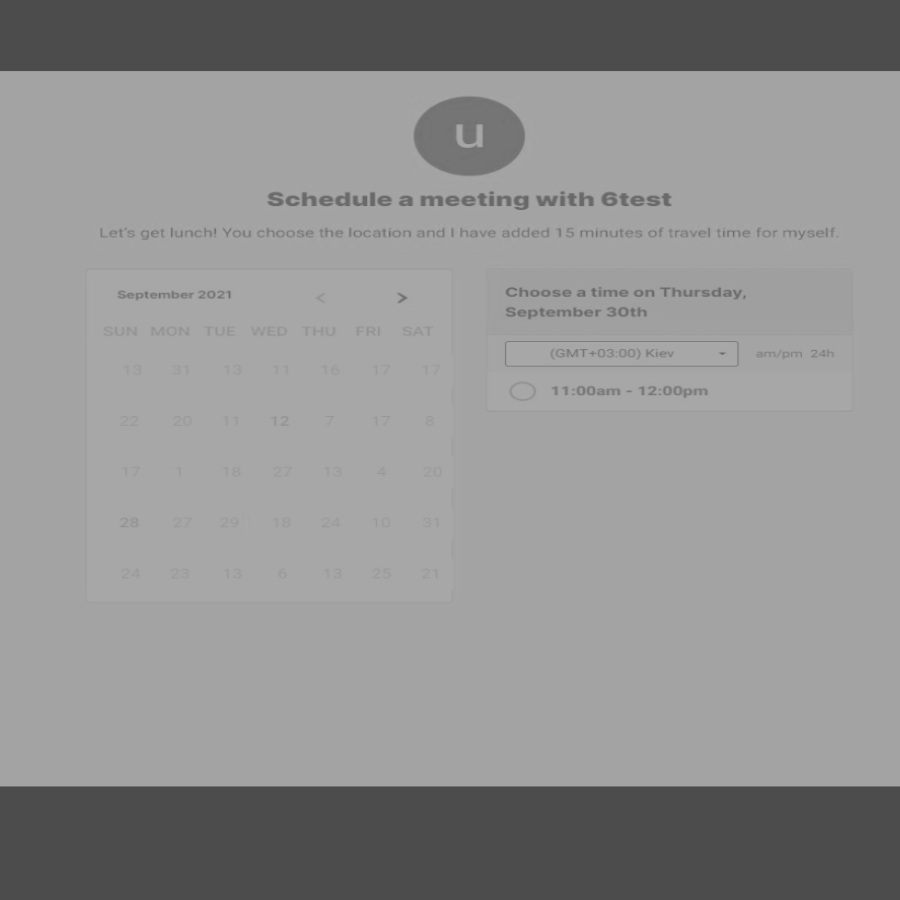 u
Schedule a meeting with 6test
Let's get lunch! You choose the location and I have added 15 minutes of travel time for myself.
September 2021 < >
SUN MON TUE WED THU FRI SAT
13 31 13 11 16 17 17
22 20 11 12 7 17 8
17 1 18 27 13 4 20
28 27 29 18 24 10 31
24 23 13 6 13 25 21
Choose a time on Thursday,
September 30th
(GMT+03:00) Kiev am/pm 24h
11:00am - 12:00pm